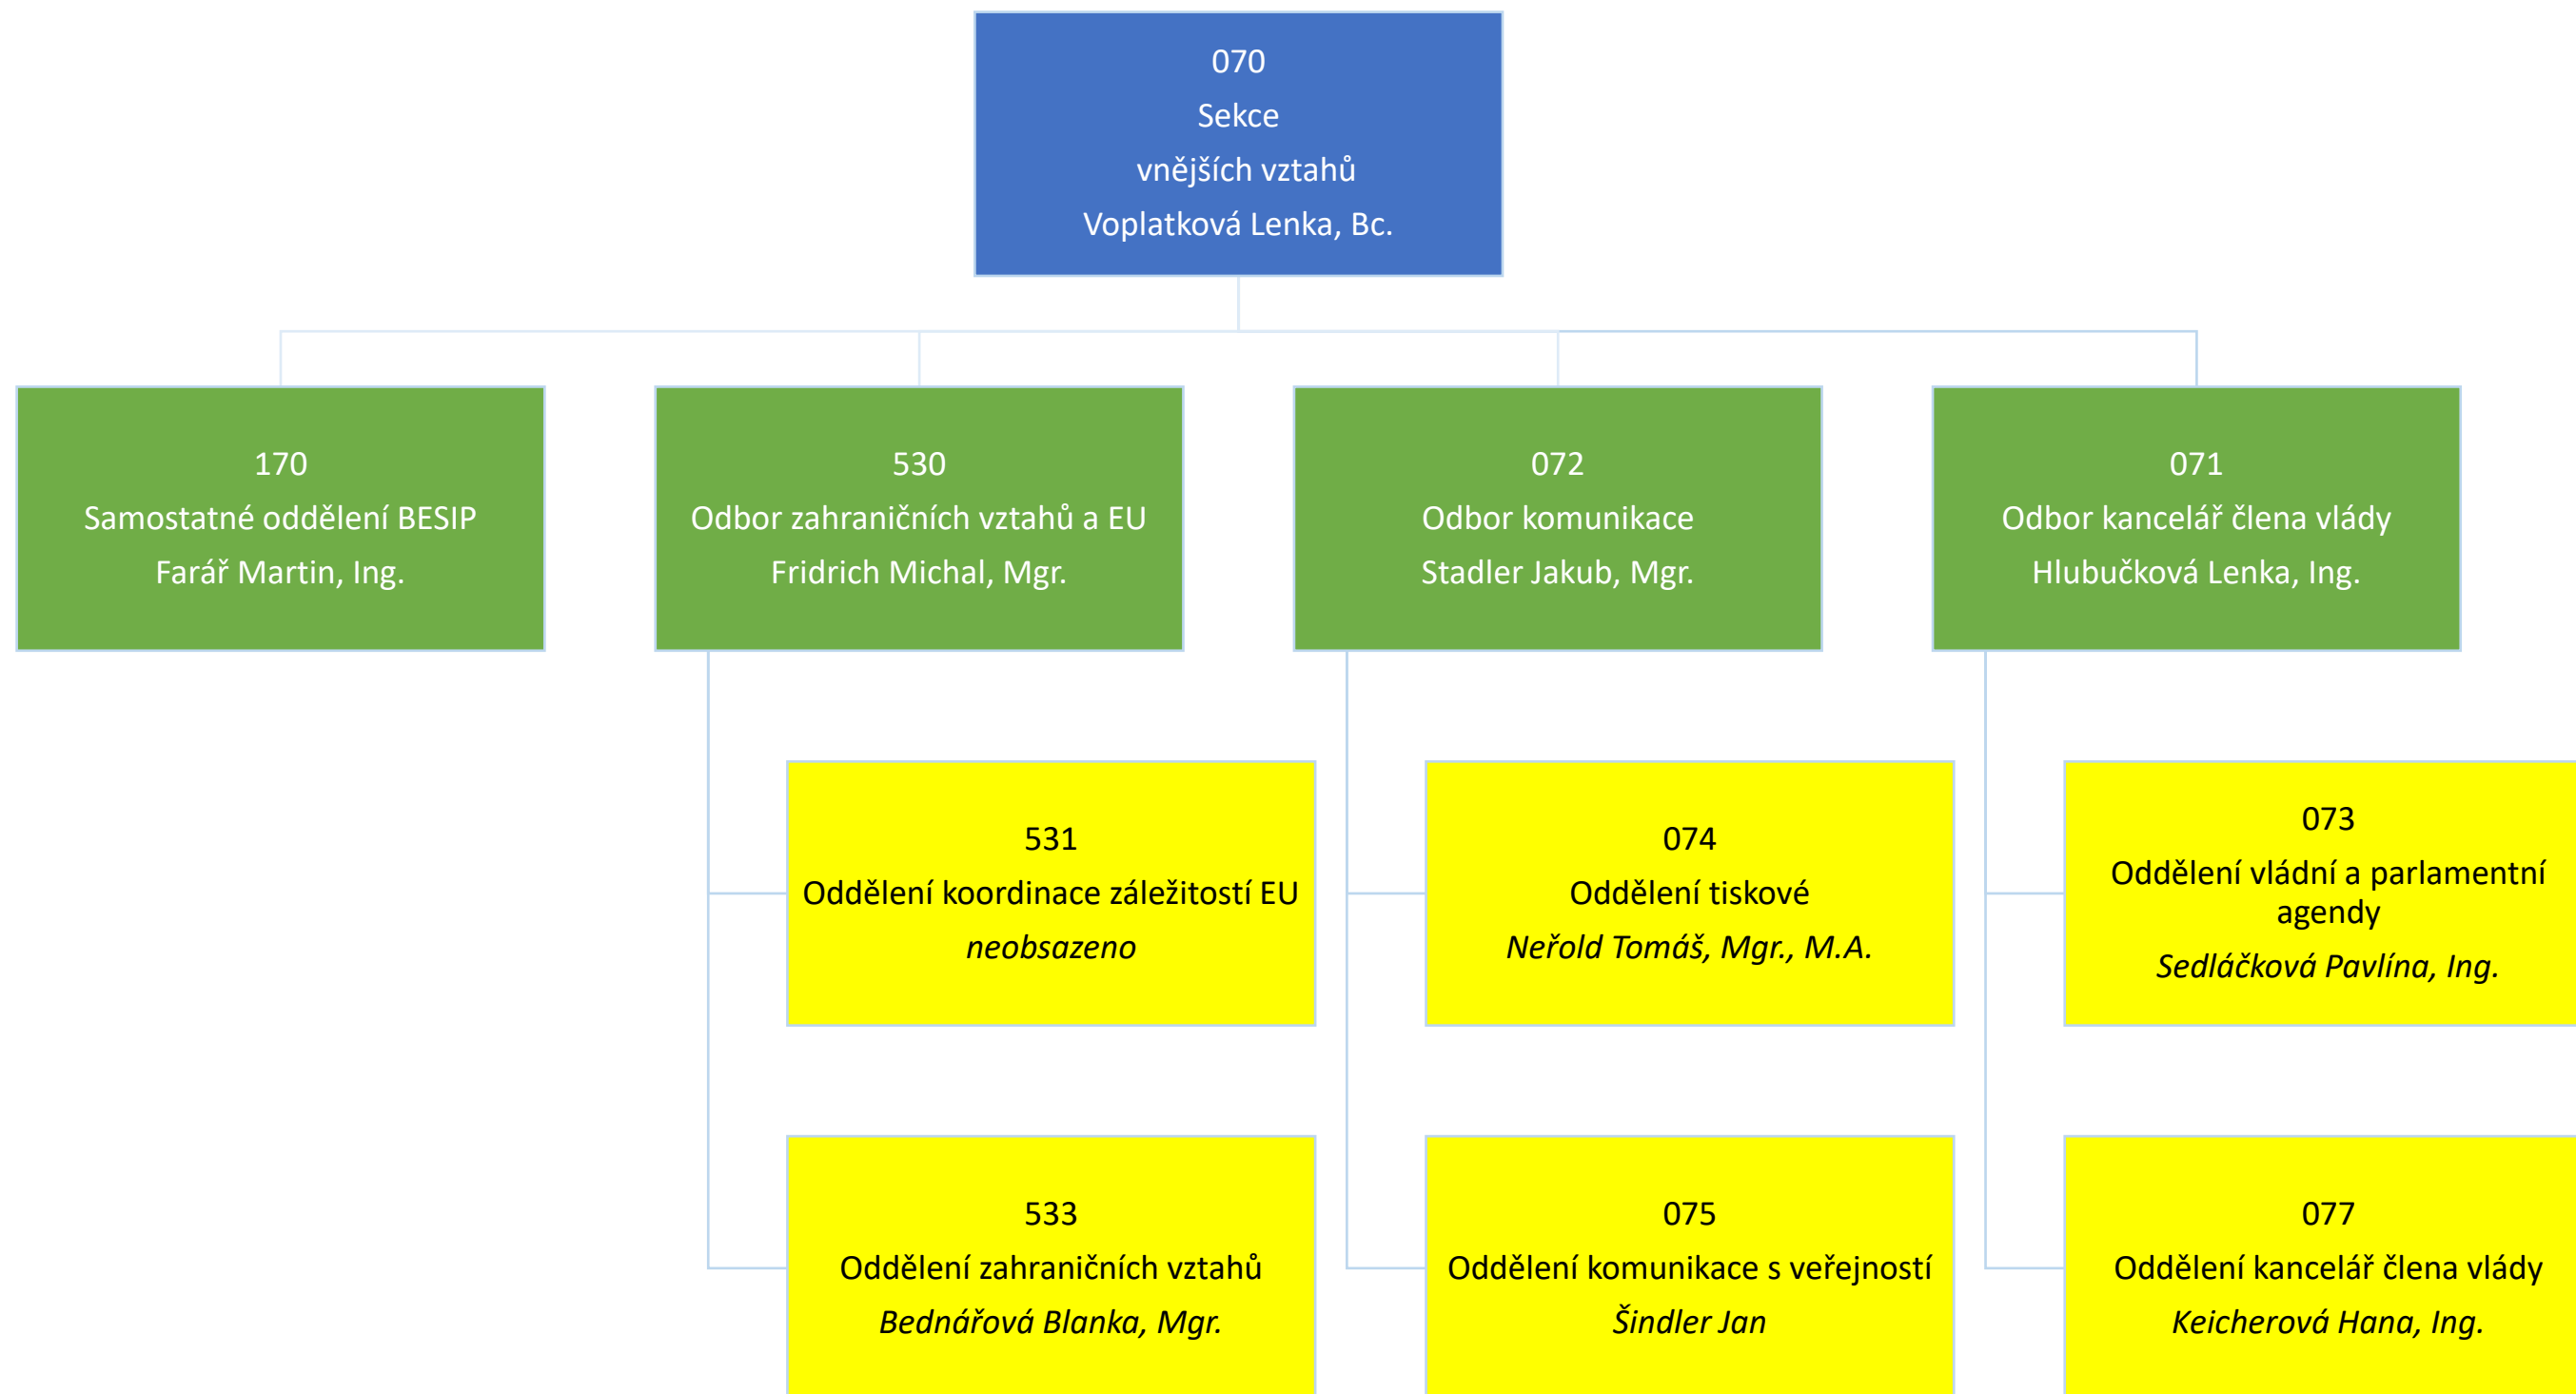 070
Sekce
vnějších vztahů
Voplatková Lenka, Bc.
170
Samostatné oddělení BESIP
Farář Martin, Ing.
530
Odbor zahraničních vztahů a EU
Fridrich Michal, Mgr.
072
Odbor komunikace
Stadler Jakub, Mgr.
071
Odbor kancelář člena vlády
Hlubučková Lenka, Ing.
531
Oddělení koordinace záležitostí EU
neobsazeno
074
Oddělení tiskové
Neřold Tomáš, Mgr., M.A.
073
Oddělení vládní a parlamentní
agendy
Sedláčková Pavlína, Ing.
533
Oddělení zahraničních vztahů
Bednářová Blanka, Mgr.
075
Oddělení komunikace s veřejností
Šindler Jan
077
Oddělení kancelář člena vlády
Keicherová Hana, Ing.